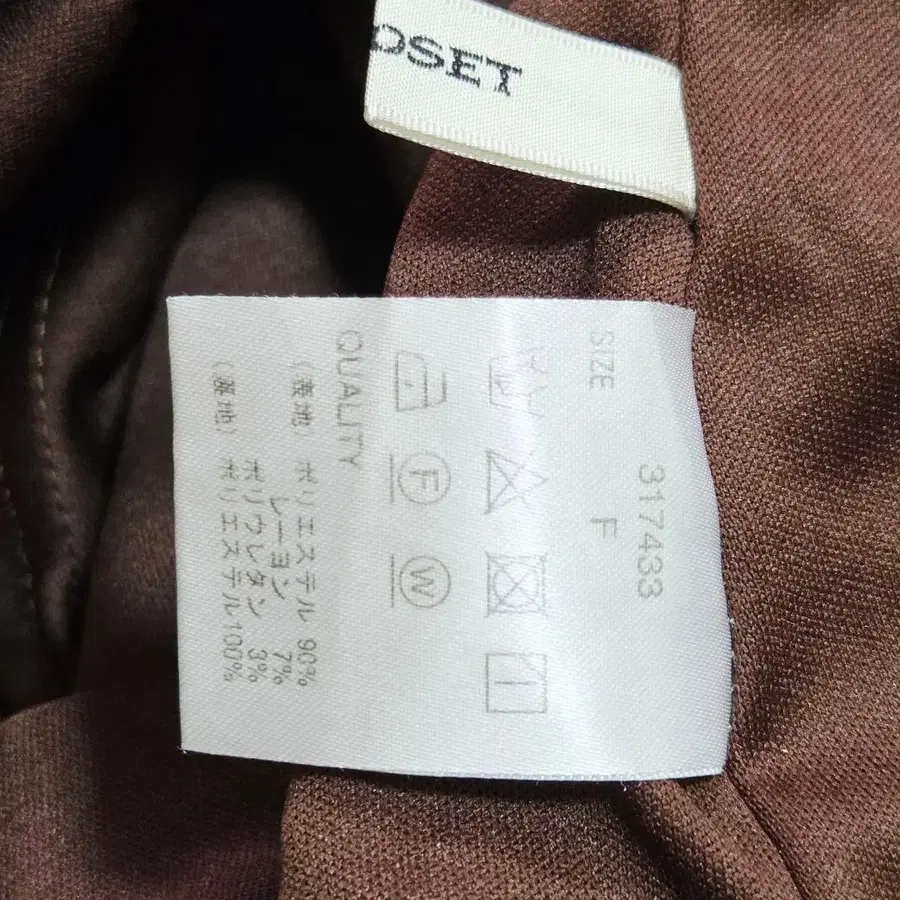 OSET
317433
SIZE F
F W
QUALITY
(表地) ポリエステル 90%
レーヨン 7%
ポリウレタン 3%
(裏地) ポリエステル100%